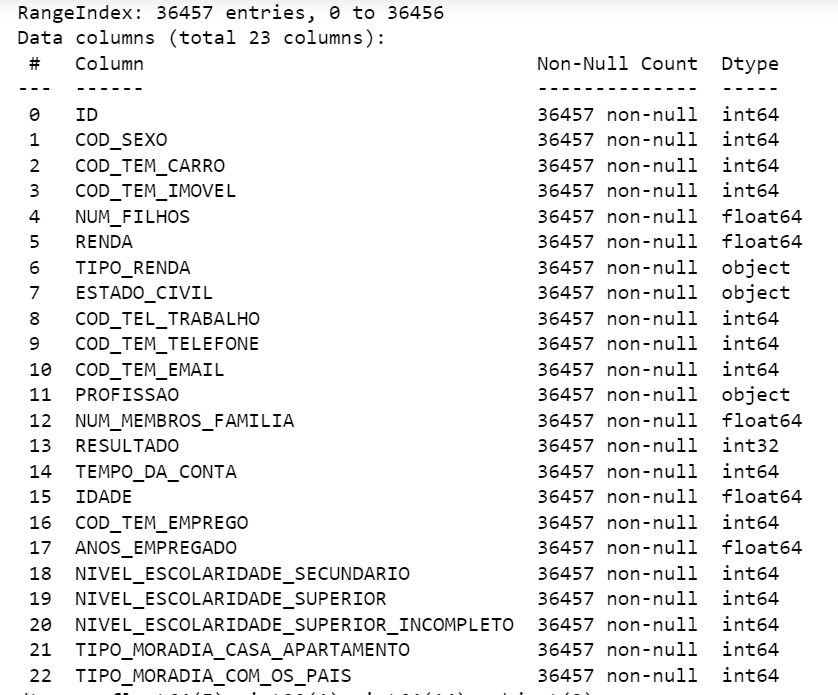 RangeIndex: 36457 entries, 0 to 36456
Data columns (total 23 columns):
 #   Column                                  Non-Null Count  Dtype
---  ------                                  --------------  -----
 0   ID                                      36457 non-null  int64
 1   COD_SEXO                                36457 non-null  int64
 2   COD_TEM_CARRO                           36457 non-null  int64
 3   COD_TEM_IMOVEL                          36457 non-null  int64
 4   NUM_FILHOS                              36457 non-null  float64
 5   RENDA                                   36457 non-null  float64
 6   TIPO_RENDA                              36457 non-null  object
 7   ESTADO_CIVIL                            36457 non-null  object
 8   COD_TEL_TRABALHO                        36457 non-null  int64
 9   COD_TEM_TELEFONE                        36457 non-null  int64
 10  COD_TEM_EMAIL                           36457 non-null  int64
 11  PROFISSAO                               36457 non-null  object
 12  NUM_MEMBROS_FAMILIA                     36457 non-null  float64
 13  RESULTADO                               36457 non-null  int32
 14  TEMPO_DA_CONTA                          36457 non-null  int64
 15  IDADE                                   36457 non-null  float64
 16  COD_TEM_EMPREGO                         36457 non-null  int64
 17  ANOS_EMPREGADO                          36457 non-null  float64
 18  NIVEL_ESCOLARIDADE_SECUNDARIO           36457 non-null  int64
 19  NIVEL_ESCOLARIDADE_SUPERIOR             36457 non-null  int64
 20  NIVEL_ESCOLARIDADE_SUPERIOR_INCOMPLETO  36457 non-null  int64
 21  TIPO_MORADIA_CASA_APARTAMENTO           36457 non-null  int64
 22  TIPO_MORADIA_COM_OS_PAIS                36457 non-null  int64